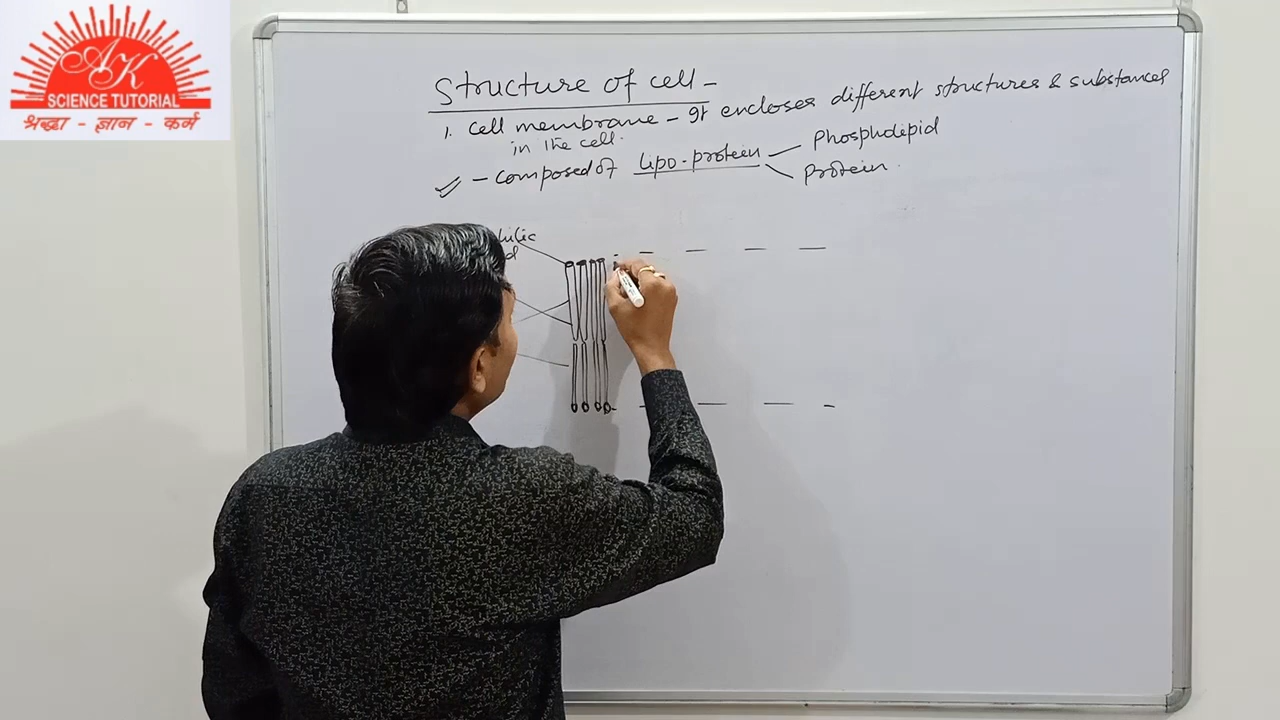 AK
SCIENCE TUTORIAL
श्रद्धा - ज्ञान - कर्म
Structure of cell -
1. Cell membrane - It encloses different structures & substances
in the cell.
- composed of Lipo-protein
Phospholipid
protein.